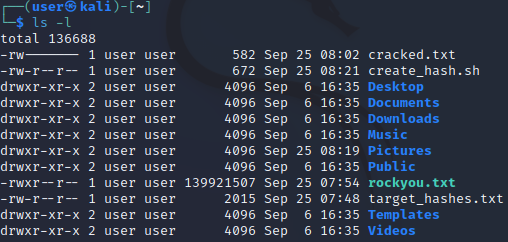 ┌──(user㉿kali)-[~]
└─$ ls -l
total 136688
-rw------- 1 user user       582 Sep 25 08:02 cracked.txt
-rw-r--r-- 1 user user       672 Sep 25 08:21 create_hash.sh
drwxr-xr-x 2 user user      4096 Sep  6 16:35 Desktop
drwxr-xr-x 2 user user      4096 Sep  6 16:35 Documents
drwxr-xr-x 2 user user      4096 Sep  6 16:35 Downloads
drwxr-xr-x 2 user user      4096 Sep  6 16:35 Music
drwxr-xr-x 2 user user      4096 Sep 25 08:19 Pictures
drwxr-xr-x 2 user user      4096 Sep  6 16:35 Public
-rw-r--r-- 1 user user 139921507 Sep 25 07:54 rockyou.txt
-rw-r--r-- 1 user user      2015 Sep 25 07:48 target_hashes.txt
drwxr-xr-x 2 user user      4096 Sep  6 16:35 Templates
drwxr-xr-x 2 user user      4096 Sep  6 16:35 Videos